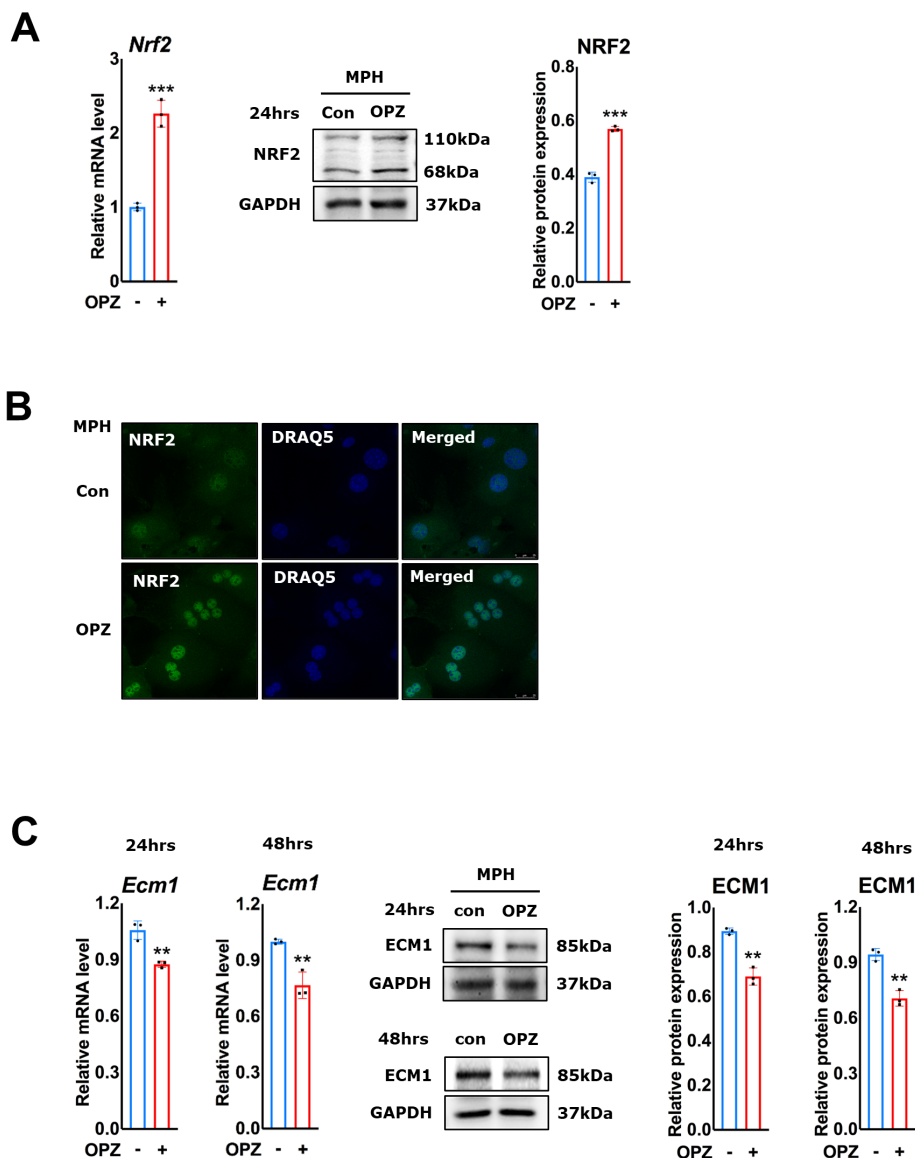 A
Nrf2
Relative mRNA level
3
2
1
0
***
OPZ - +
MPH
24hrs Con OPZ
NRF2
110kDa
68kDa
GAPDH 37kDa
NRF2
Relative protein expression
0.8
0.6
0.4
0.2
0.0
***
OPZ - +
B
MPH
Con
NRF2 DRAQ5 Merged
OPZ
NRF2 DRAQ5 Merged
C
24hrs
Ecm1
Relative mRNA level
1.2
0.9
0.6
0.3
0.0
**
OPZ - +
48hrs
Ecm1
Relative mRNA level
1.2
0.9
0.6
0.3
0.0
**
OPZ - +
MPH
24hrs con OPZ
ECM1 85kDa
GAPDH 37kDa
48hrs con OPZ
ECM1 85kDa
GAPDH 37kDa
24hrs
ECM1
Relative protein expression
1.0
0.8
0.6
0.4
0.2
0.0
**
OPZ - +
48hrs
ECM1
Relative protein expression
1.2
0.9
0.6
0.3
0.0
**
OPZ - +